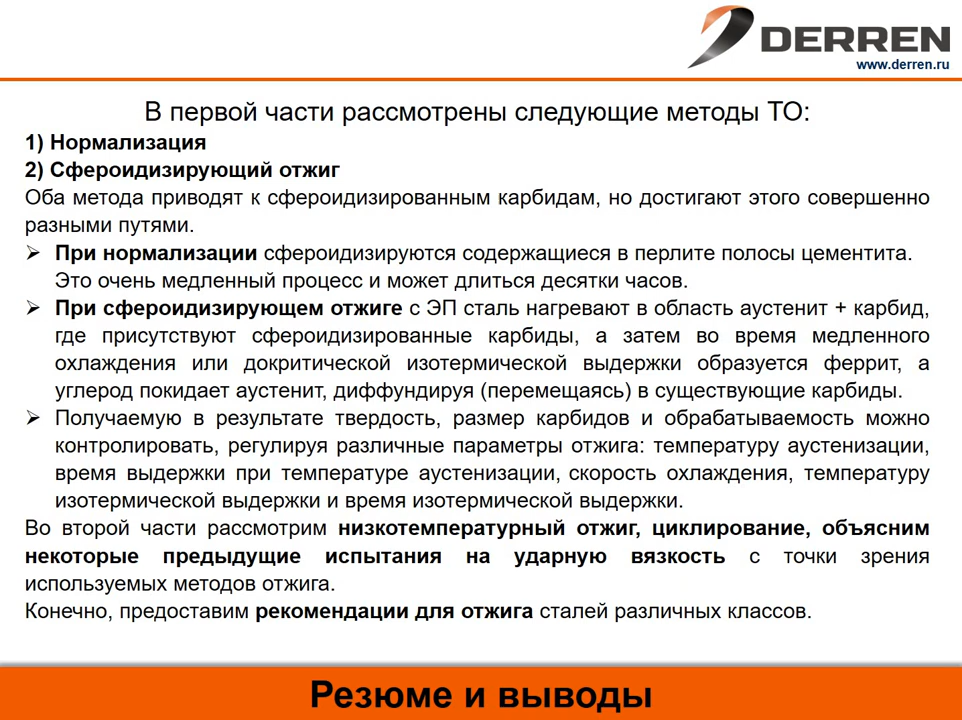 DERREN
www.derren.ru
В первой части рассмотрены следующие методы ТО:
1) Нормализация
2) Сфероидизирующий отжиг
Оба метода приводят к сфероидизированным карбидам, но достигают этого совершенно
разными путями.
➢ При нормализации сфероидизируются содержащиеся в перлите полосы цементита.
Это очень медленный процесс и может длиться десятки часов.
➢ При сфероидизирующем отжиге с ЭП сталь нагревают в область аустенит + карбид,
где присутствуют сфероидизированные карбиды, а затем во время медленного
охлаждения или докритической изотермической выдержки образуется феррит, а
углерод покидает аустенит, диффундируя (перемещаясь) в существующие карбиды.
➢ Получаемую в результате твердость, размер карбидов и обрабатываемость можно
контролировать, регулируя различные параметры отжига: температуру аустенизации,
время выдержки при температуре аустенизации, скорость охлаждения, температуру
изотермической выдержки и время изотермической выдержки.
Во второй части рассмотрим низкотемпературный отжиг, циклирование, объясним
некоторые предыдущие испытания на ударную вязкость с точки зрения
используемых методов отжига.
Конечно, предоставим рекомендации для отжига сталей различных классов.
Резюме и выводы